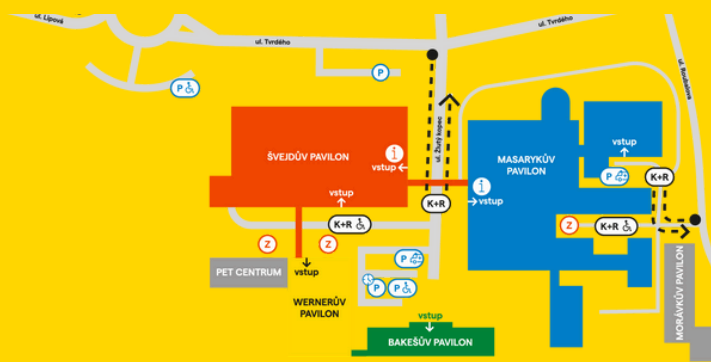 ul. Lipová
ul. Tvrdého
ul. Tvrdého
P
P
ul. Žlutý kopec
ul. Roubalova
ŠVEJDŮV PAVILON
i
vstup
vstup
MASARYKŮV
PAVILON
i
vstup
vstup
P
K+R
K+R
K+R
Z
K+R
Z
Z
PET CENTRUM
vstup
P
P
P
WERNERŮV
PAVILON
MORÁVKŮV PAVILON
vstup
BAKEŠŮV PAVILON